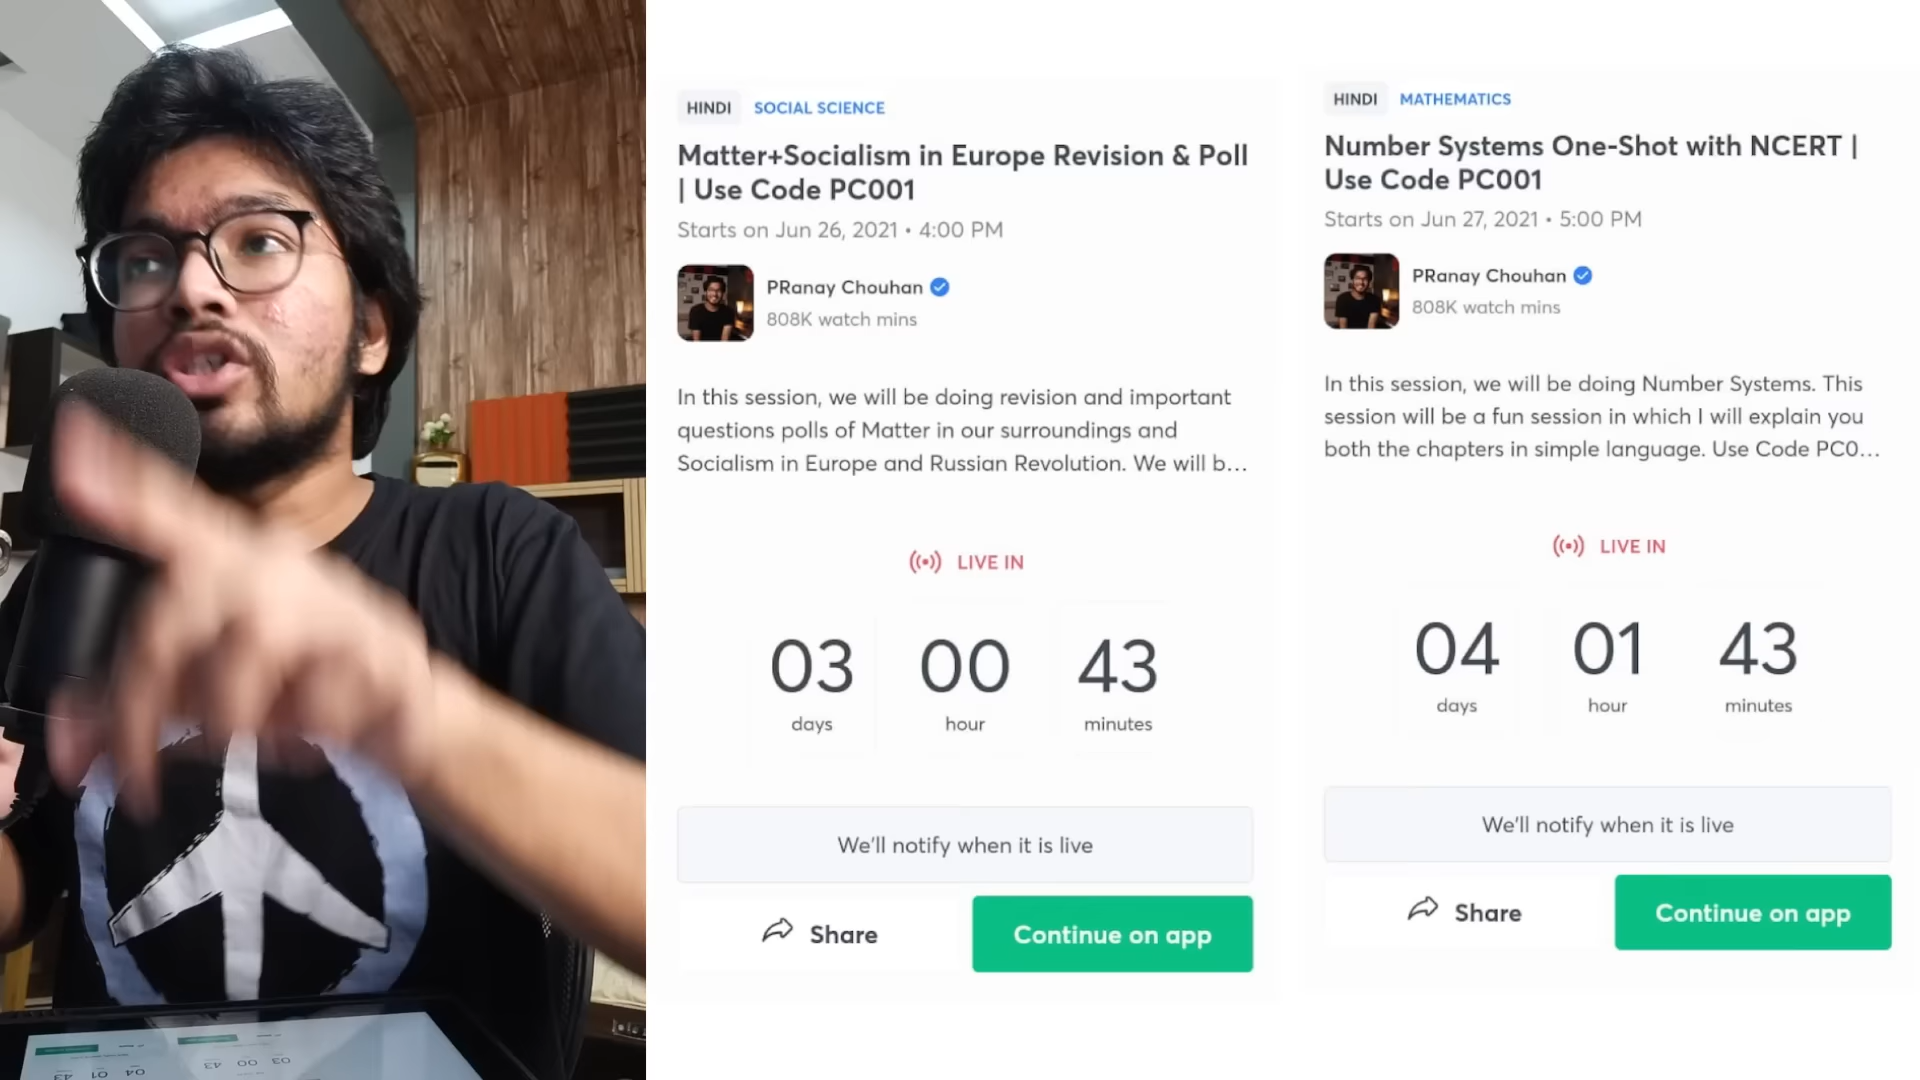 HINDI SOCIAL SCIENCE
Matter+Socialism in Europe Revision & Poll
| Use Code PC001
Starts on Jun 26, 2021 • 4:00 PM
PRanay Chouhan
808K watch mins
In this session, we will be doing revision and important
questions polls of Matter in our surroundings and
Socialism in Europe and Russian Revolution. We will b...
LIVE IN
03 00 43
days hour minutes
We'll notify when it is live
Share Continue on app
HINDI MATHEMATICS
Number Systems One-Shot with NCERT |
Use Code PC001
Starts on Jun 27, 2021 • 5:00 PM
PRanay Chouhan
808K watch mins
In this session, we will be doing Number Systems. This
session will be a fun session in which I will explain you
both the chapters in simple language. Use Code PC0...
LIVE IN
04 01 43
days hour minutes
We'll notify when it is live
Share Continue on app
03 00 43
04 01 43